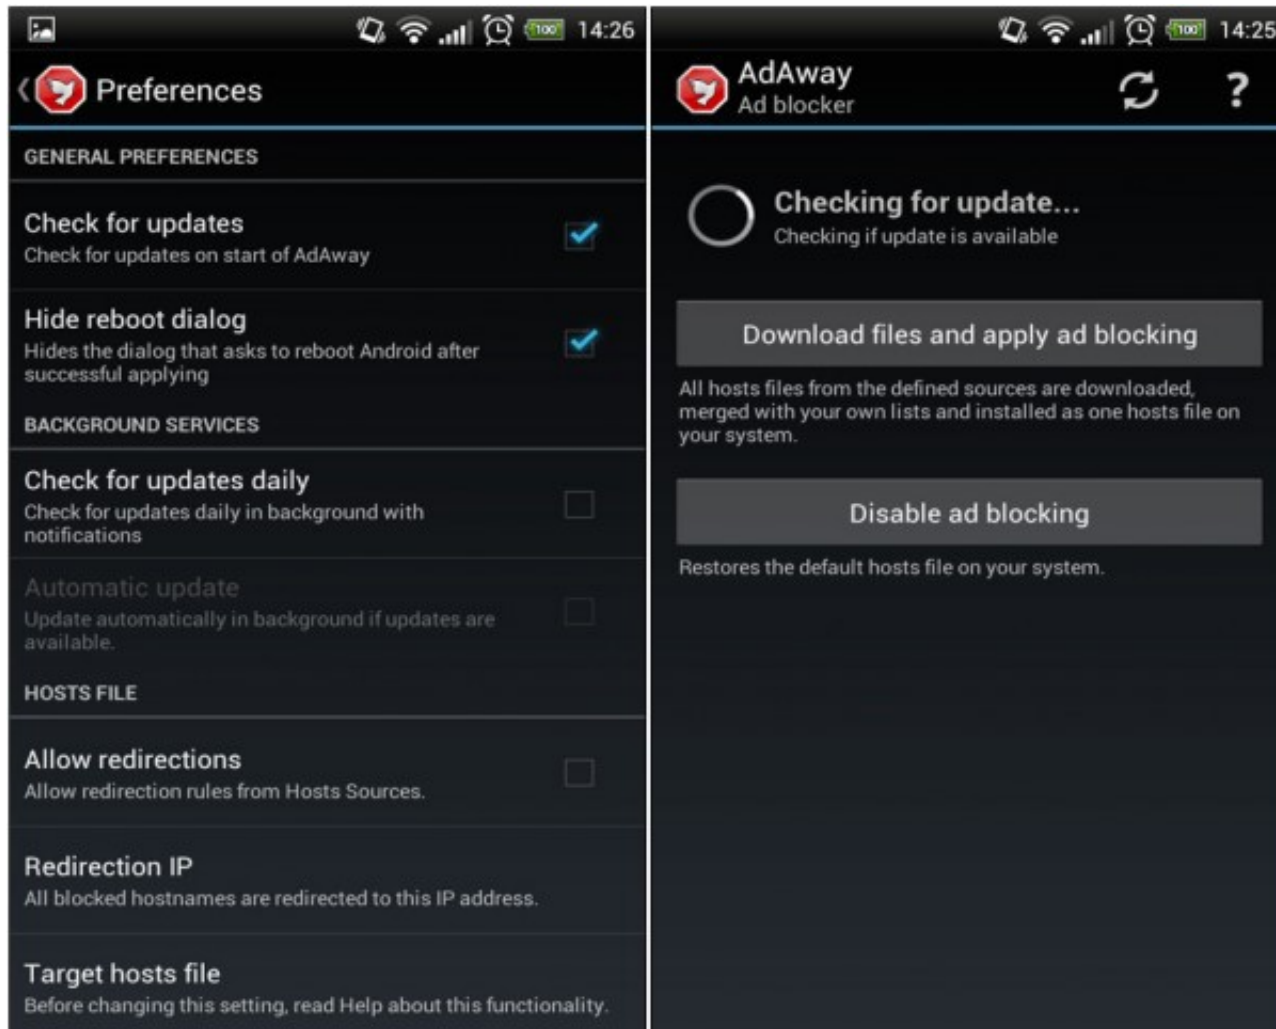 100
14:26
Preferences
GENERAL PREFERENCES
Check for updates
Check for updates on start of AdAway
Hide reboot dialog
Hides the dialog that asks to reboot Android after
successful applying
BACKGROUND SERVICES
Check for updates daily
Check for updates daily in background with
notifications
Automatic update
Update automatically in background if updates are
available.
HOSTS FILE
Allow redirections
Allow redirection rules from Hosts Sources.
Redirection IP
All blocked hostnames are redirected to this IP address.
Target hosts file
Before changing this setting, read Help about this functionality.
100
14:25
AdAway
Ad blocker
?
Checking for update...
Checking if update is available
Download files and apply ad blocking
All hosts files from the defined sources are downloaded,
merged with your own lists and installed as one hosts file on
your system.
Disable ad blocking
Restores the default hosts file on your system.